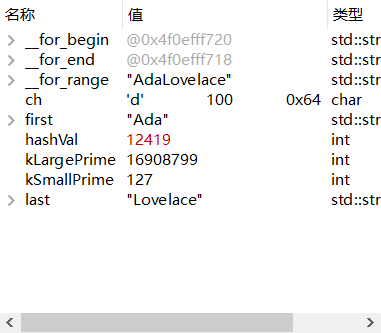 名称 值 类型
__for_begin @0x4f0efff720 std::str
__for_end @0x4f0efff718 std::str
__for_range "AdaLovelace" std::str
ch 'd' 100 0x64 char
first "Ada" std::str
hashVal 12419 int
kLargePrime 16908799 int
kSmallPrime 127 int
last "Lovelace" std::str